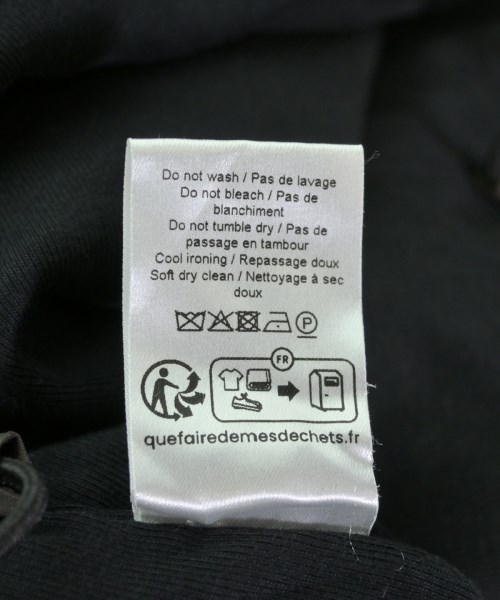 Do not wash / Pas de lavage
Do not bleach / Pas de
blanchiment
Do not tumble dry / Pas de
passage en tambour
Cool ironing / Repassage doux
Soft dry clean / Nettoyage à sec
doux
P
FR
quefairedemesdechets.fr